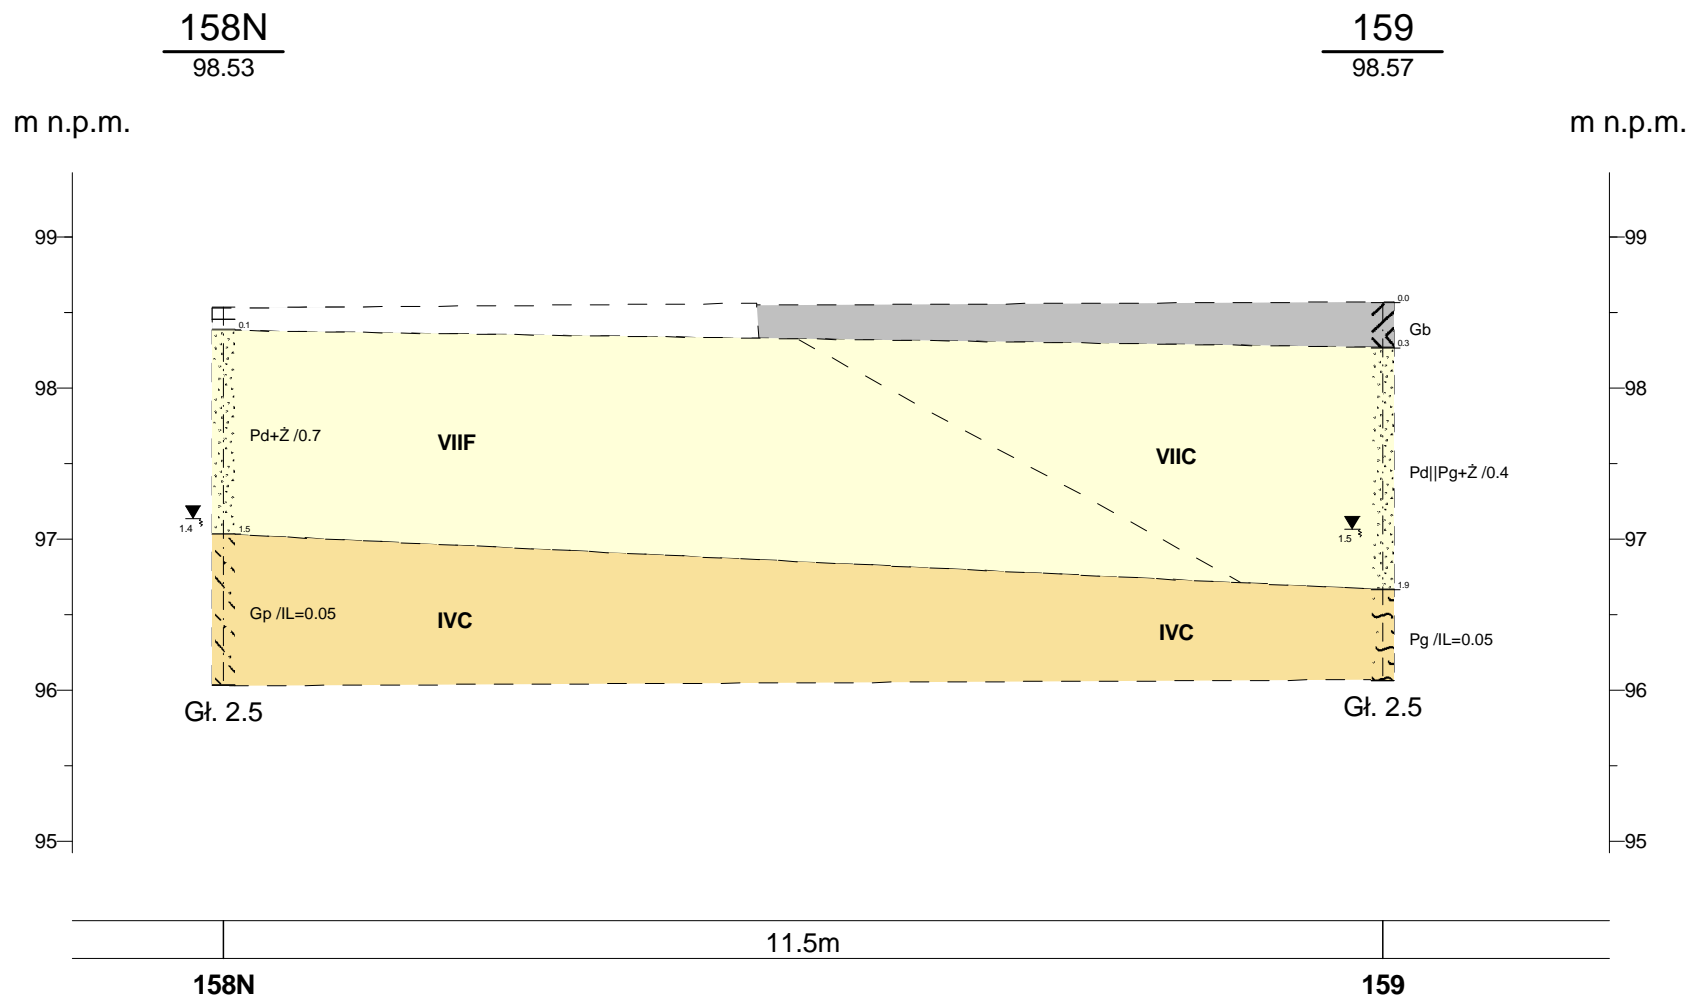 158N 159
98.53 98.57
m n.p.m. m n.p.m.
99 99
0.0
0.1
Gb
0.3
98 98
Pd+Ż /0.7
VIIF
VIIC
Pd||Pg+Ż /0.4
1.4 1.5
97 1.5 97
1.9
Gp /IL=0.05
IVC IVC
Pg /IL=0.05
96 96
Gł. 2.5 Gł. 2.5
95 95
11.5m
158N 159